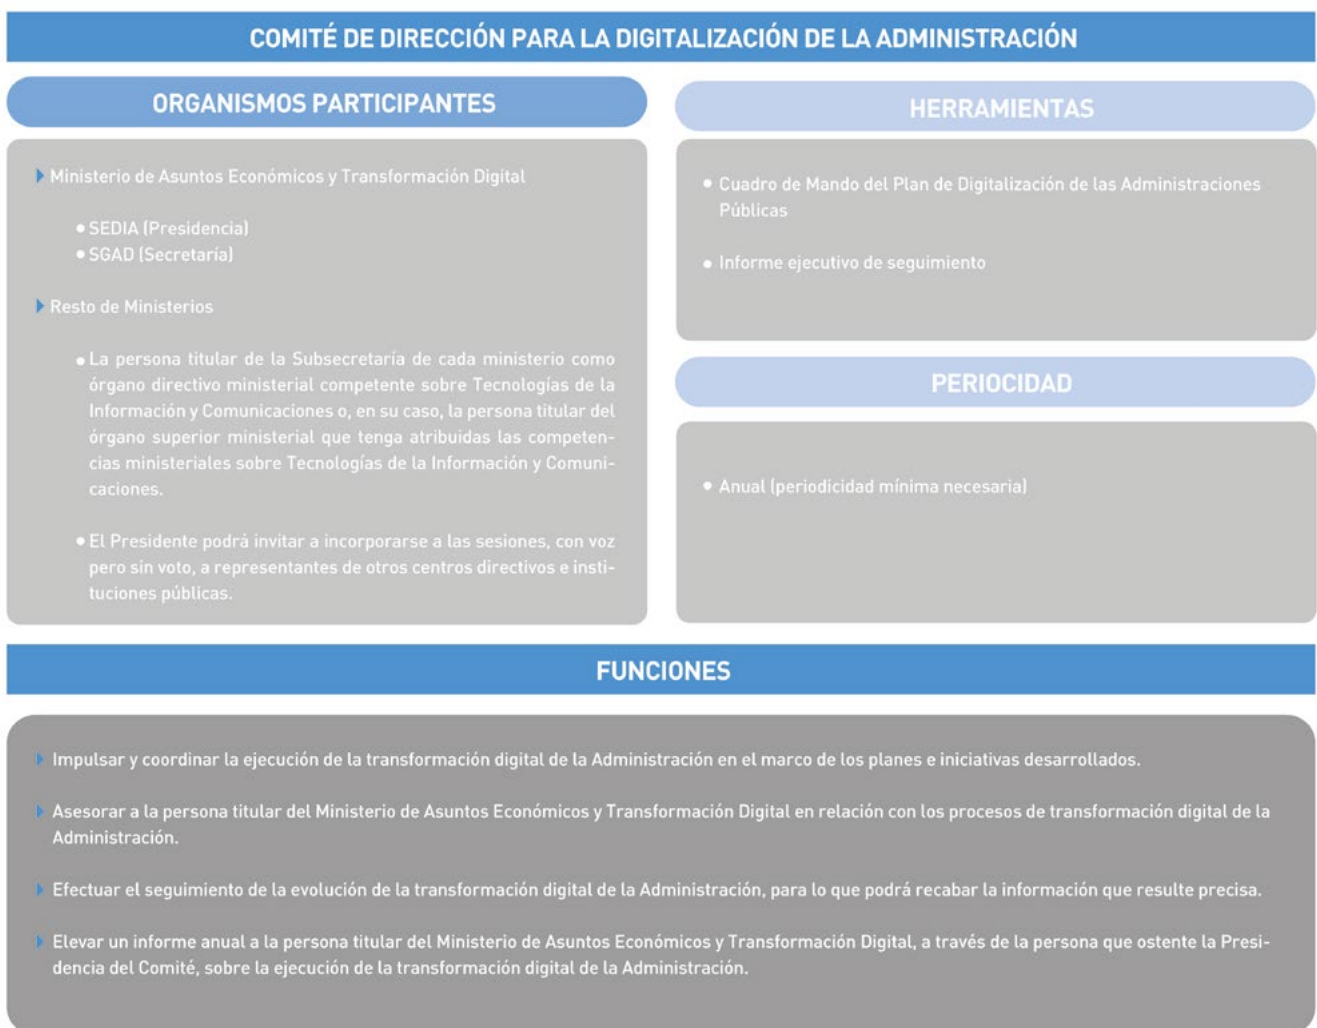 COMITÉ DE DIRECCIÓN PARA LA DIGITALIZACIÓN DE LA ADMINISTRACIÓN
ORGANISMOS PARTICIPANTES
Ministerio de Asuntos Económicos y Transformación Digital
SEDIA (Presidencia)
SGAD (Secretaría)
Resto de Ministerios
La persona titular de la Subsecretaría de cada ministerio como
órgano directivo ministerial competente sobre Tecnologías de la
Información y Comunicaciones o, en su caso, la persona titular del
órgano superior ministerial que tenga atribuidas las competen-
cias ministeriales sobre Tecnologías de la Información y Comuni-
caciones.
El Presidente podrá invitar a incorporarse a las sesiones, con voz
pero sin voto, a representantes de otros centros directivos e insti-
tuciones públicas.
HERRAMIENTAS
Cuadro de Mando del Plan de Digitalización de las Administraciones
Públicas
Informe ejecutivo de seguimiento
PERIOCIDAD
Anual (periodicidad mínima necesaria)
FUNCIONES
Impulsar y coordinar la ejecución de la transformación digital de la Administración en el marco de los planes e iniciativas desarrollados.
Asesorar a la persona titular del Ministerio de Asuntos Económicos y Transformación Digital en relación con los procesos de transformación digital de la
Administración.
Efectuar el seguimiento de la evolución de la transformación digital de la Administración, para lo que podrá recabar la información que resulte precisa.
Elevar un informe anual a la persona titular del Ministerio de Asuntos Económicos y Transformación Digital, a través de la persona que ostente la Presi-
dencia del Comité, sobre la ejecución de la transformación digital de la Administración.